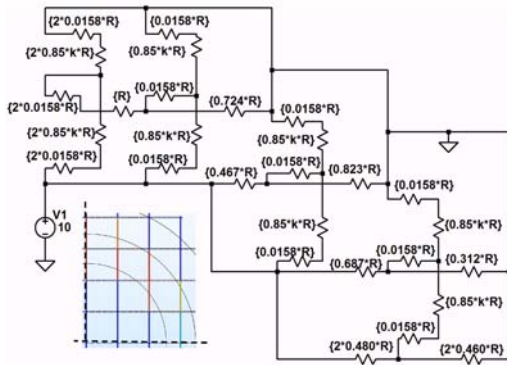 {2*0.0158*R} {0.0158*R}
{2*0.85*k*R} {0.85*k*R}
{R} {0.0158*R} {0.724*R}
{2*0.0158*R} {0.0158*R}
{2*0.85*k*R} {0.85*k*R} {0.85*k*R}
{2*0.0158*R} {0.0158*R} {0.0158*R}
{0.467*R} {0.823*R}
{0.0158*R}
V1
10
{0.85*k*R} {0.85*k*R}
{0.0158*R} {0.0158*R}
{0.687*R} {0.312*R}
{0.85*k*R}
{0.0158*R}
{2*0.480*R} {2*0.460*R}